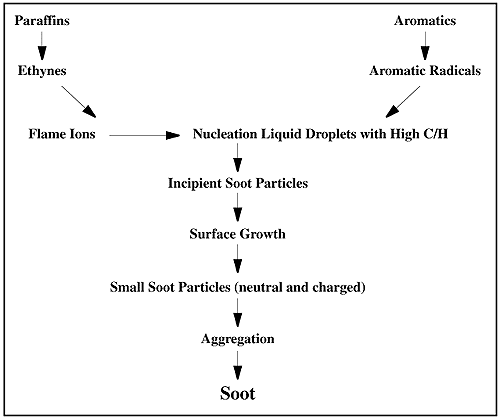 Paraffins
Aromatics
Ethynes
Aromatic Radicals
Flame Ions
Nucleation Liquid Droplets with High C/H
Incipient Soot Particles
Surface Growth
Small Soot Particles (neutral and charged)
Aggregation
Soot